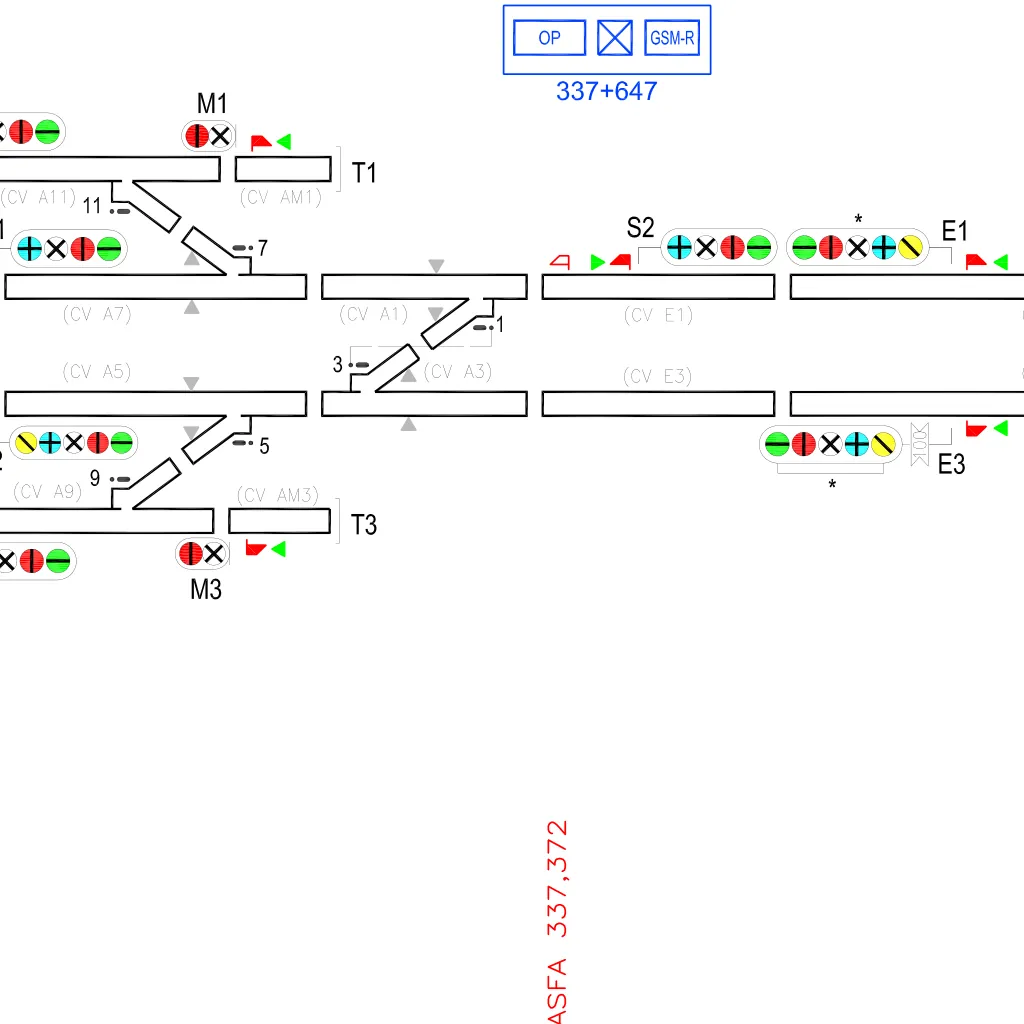 OP GSM-R
337+647
M1
T1
(CV A11)
(CV AM1)
11
7
S2
*
E1
(CV A7)
(CV A1)
(CV E1)
1
3
(CV A5)
(CV A3)
(CV E3)
5
*
E3
9
(CV A9)
(CV AM3)
T3
M3
ASFA 337,372